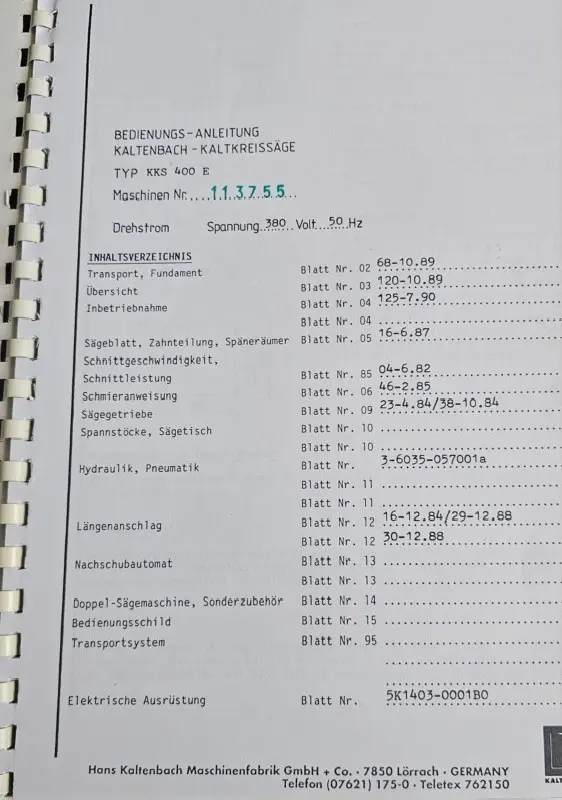 BEDIENUNGS-ANLEITUNG
KALTENBACH - KALTKREISSÄGE
TYP KKS 400 E
Maschinen Nr.....113755...
Drehstrom Spannung..380..Volt..50.Hz
INHALTSVERZEICHNIS
Transport, Fundament Blatt Nr. 02 68-10.89
Übersicht Blatt Nr. 03 120-10.89
Inbetriebnahme Blatt Nr. 04 125-7.90
Blatt Nr. 04
Sägeblatt, Zahnteilung, Späneräumer Blatt Nr. 05 16-6.87
Schnittgeschwindigkeit,
Schnittleistung Blatt Nr. 85 04-6.82
Schmieranweisung Blatt Nr. 06 46-2.85
Sägegetriebe Blatt Nr. 09 23-4.84/38-10.84
Spannstöcke, Sägetisch Blatt Nr. 10
Blatt Nr. 10
Hydraulik, Pneumatik Blatt Nr. 3-6035-057001a
Blatt Nr. 11
Blatt Nr. 11
Längenanschlag Blatt Nr. 12 16-12.84/29-12.88
Blatt Nr. 12 30-12.88
Nachschubautomat Blatt Nr. 13
Blatt Nr. 13
Doppel-Sägemaschine, Sonderzubehör Blatt Nr. 14
Bedienungsschild Blatt Nr. 15
Transportsystem Blatt Nr. 95
Elektrische Ausrüstung Blatt Nr. 5K1403-0001B0
Hans Kaltenbach Maschinenfabrik GmbH + Co. · 7850 Lörrach · GERMANY
Telefon (07621) 175-0 · Teletex 762150